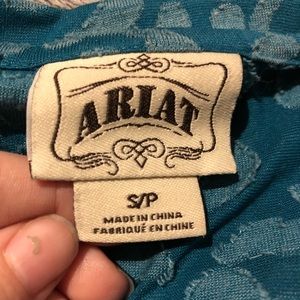 ARIAT
S/P
MADE IN CHINA
FABRIQUÉ EN CHINE